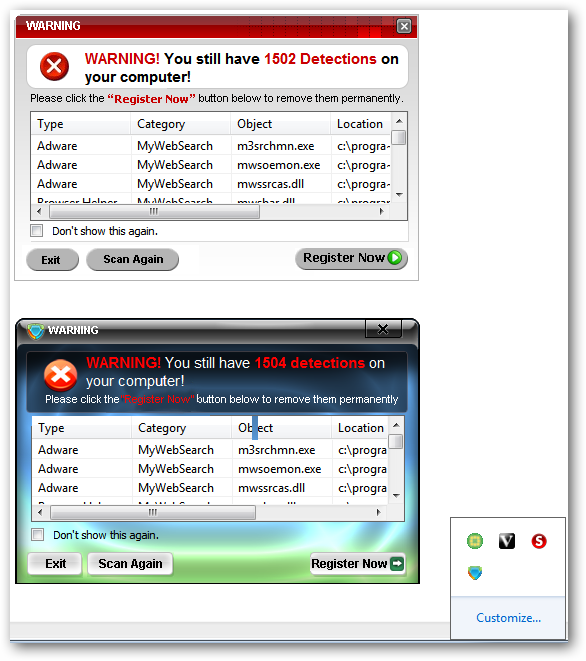 WARNING
WARNING! You still have 1502 Detections on
your computer!
Please click the "Register Now" button below to remove them permanently.
Type Category Object Location
Adware MyWebSearch m3srchmn.exe c:\progra~
Adware MyWebSearch mwsoemon.exe c:\progra~
Adware MyWebSearch mwssrcas.dll c:\progra~
Browser Helper MyWebSearch mwsbar.dll c:\progra~
Don't show this again.
Exit Scan Again Register Now
WARNING
WARNING! You still have 1504 detections on
your computer!
Please click the "Register Now" button below to remove them permanently
Type Category Object Location
Adware MyWebSearch m3srchmn.exe c:\progra
Adware MyWebSearch mwsoemon.exe c:\progra
Adware MyWebSearch mwssrcas.dll c:\progra
Don't show this again.
Exit Scan Again Register Now
V S
Customize...